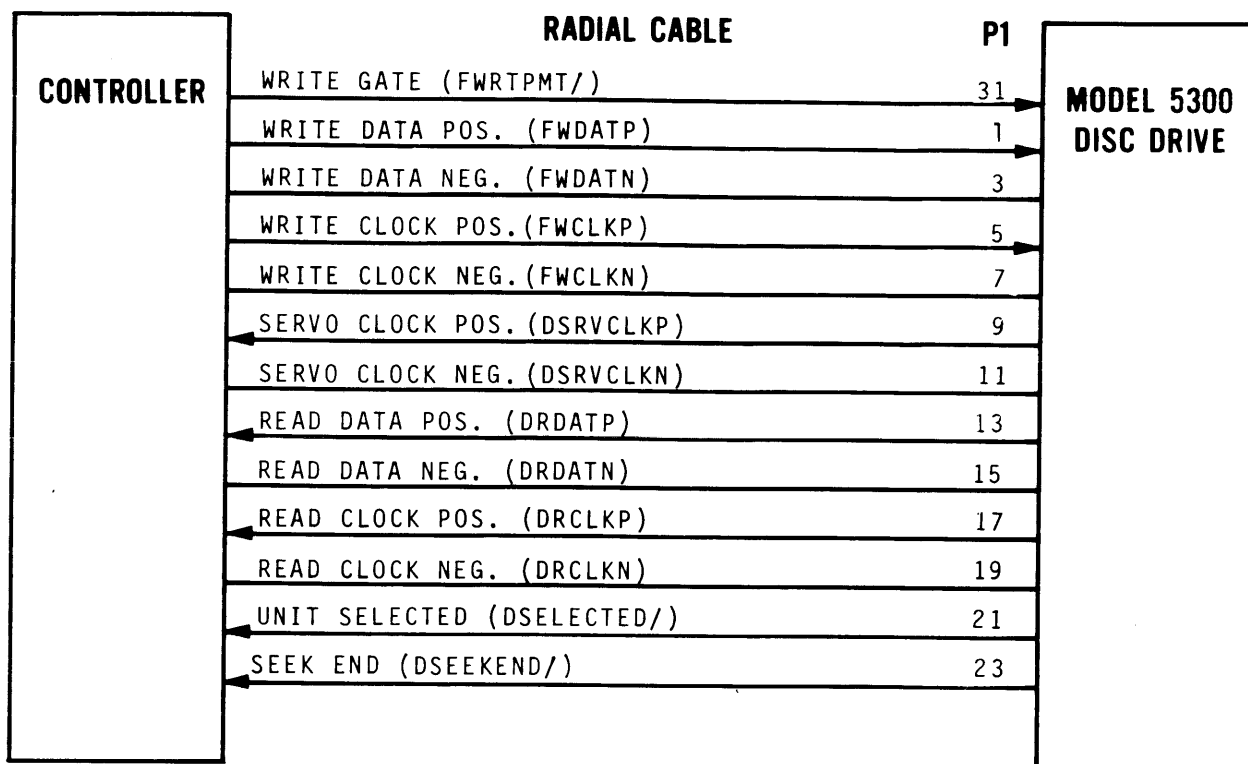 RADIAL CABLE P1
CONTROLLER
MODEL 5300
DISC DRIVE
WRITE GATE (FWRTPMT/) 31
WRITE DATA POS. (FWDATP) 1
WRITE DATA NEG. (FWDATN) 3
WRITE CLOCK POS.(FWCLKP) 5
WRITE CLOCK NEG.(FWCLKN) 7
SERVO CLOCK POS.(DSRVCLKP) 9
SERVO CLOCK NEG.(DSRVCLKN) 11
READ DATA POS. (DRDATP) 13
READ DATA NEG. (DRDATN) 15
READ CLOCK POS. (DRCLKP) 17
READ CLOCK NEG. (DRCLKN) 19
UNIT SELECTED (DSELECTED/) 21
SEEK END (DSEEKEND/) 23